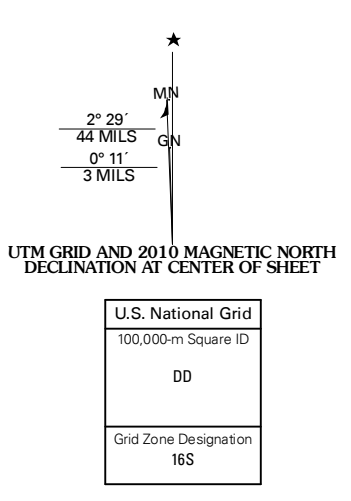 ★
MN
2° 29´
44 MILS
GN
0° 11´
3 MILS
UTM GRID AND 2010 MAGNETIC NORTH
DECLINATION AT CENTER OF SHEET
U.S. National Grid
100,000-m Square ID
DD
Grid Zone Designation
16S